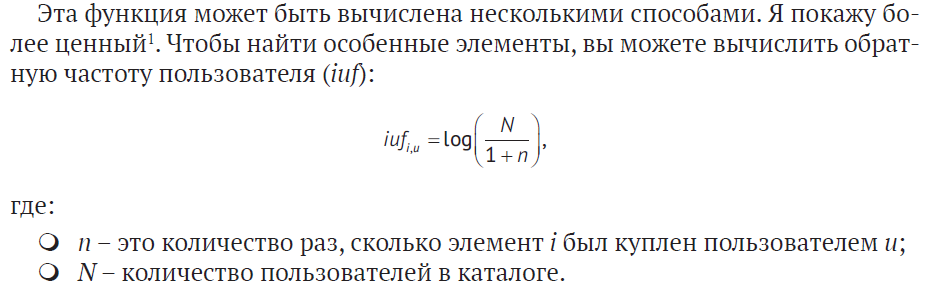 Эта функция может быть вычислена несколькими способами. Я покажу бо-
лее ценный¹. Чтобы найти особенные элементы, вы можете вычислить обрат-
ную частоту пользователя (iuf):
iuf_{i,u} = log(N / (1 + n)),
где:
❍ n – это количество раз, сколько элемент i был куплен пользователем u;
❍ N – количество пользователей в каталоге.